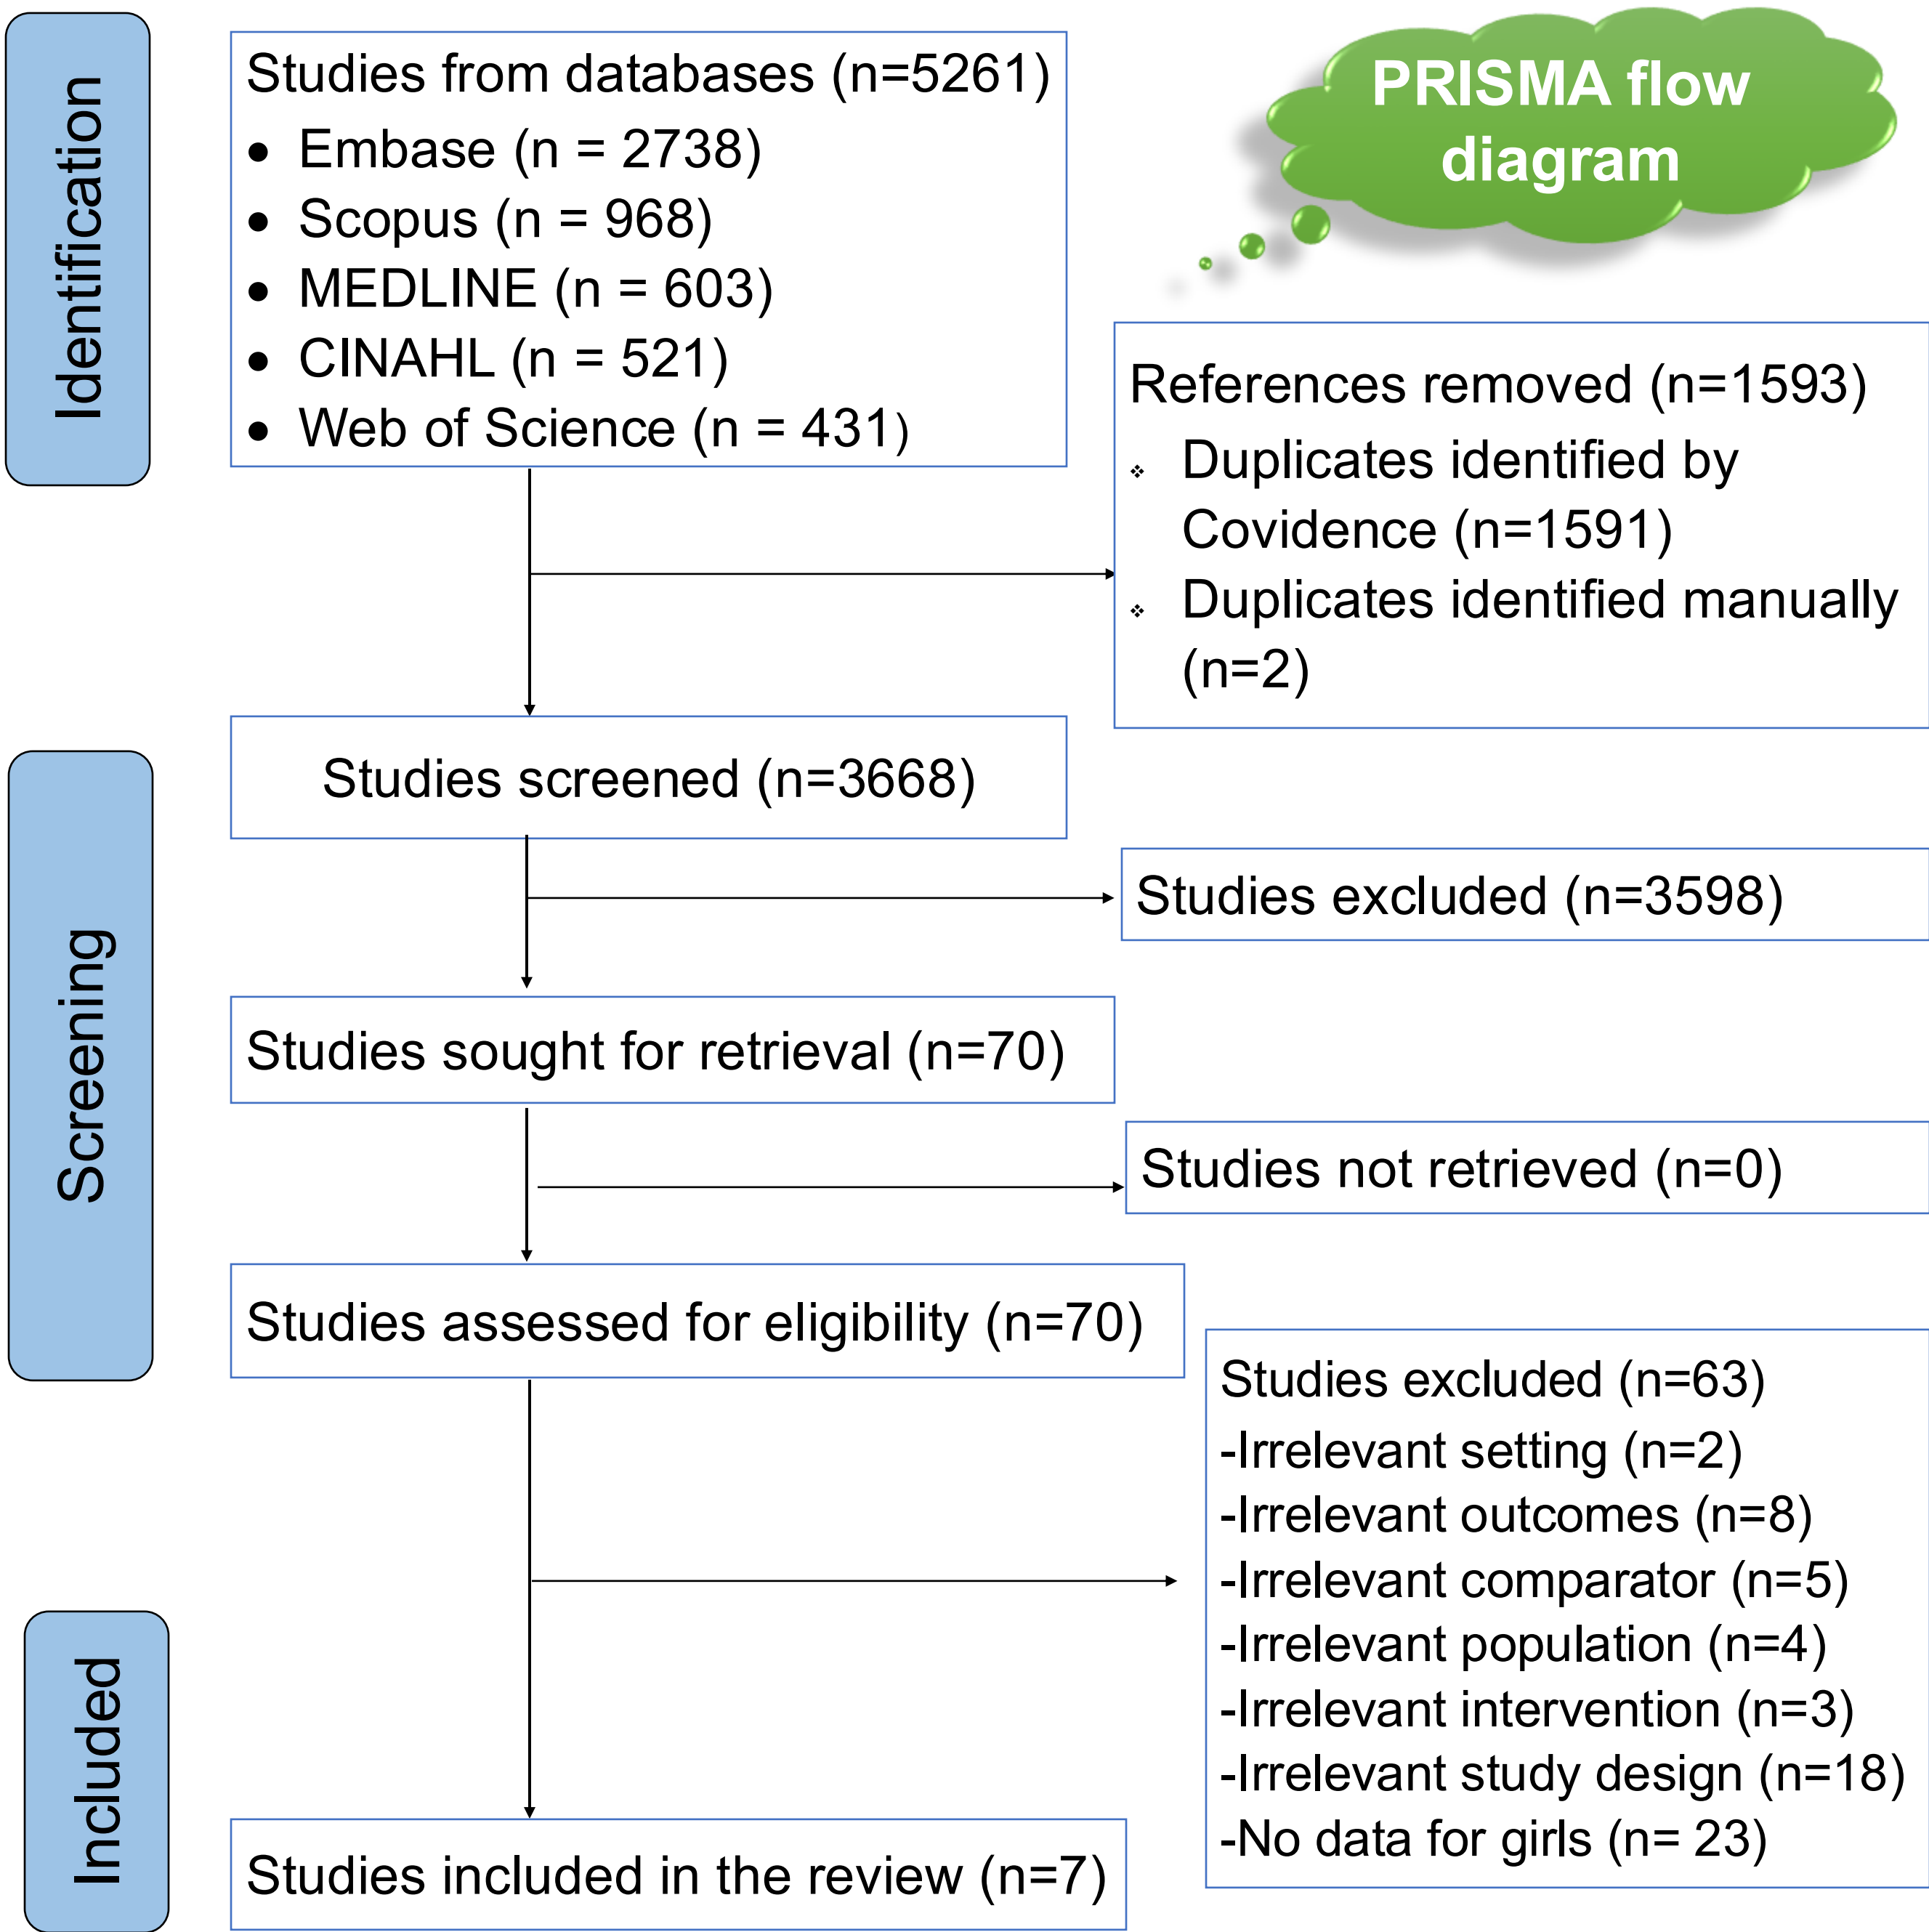 Identification
Studies from databases (n=5261)
● Embase (n = 2738)
● Scopus (n = 968)
● MEDLINE (n = 603)
● CINAHL (n = 521)
● Web of Science (n = 431)
PRISMA flow
diagram
References removed (n=1593)
❖ Duplicates identified by
Covidence (n=1591)
❖ Duplicates identified manually
(n=2)
Screening
Studies screened (n=3668)
Studies excluded (n=3598)
Studies sought for retrieval (n=70)
Studies not retrieved (n=0)
Studies assessed for eligibility (n=70)
Studies excluded (n=63)
-Irrelevant setting (n=2)
-Irrelevant outcomes (n=8)
-Irrelevant comparator (n=5)
-Irrelevant population (n=4)
-Irrelevant intervention (n=3)
-Irrelevant study design (n=18)
-No data for girls (n= 23)
Included
Studies included in the review (n=7)